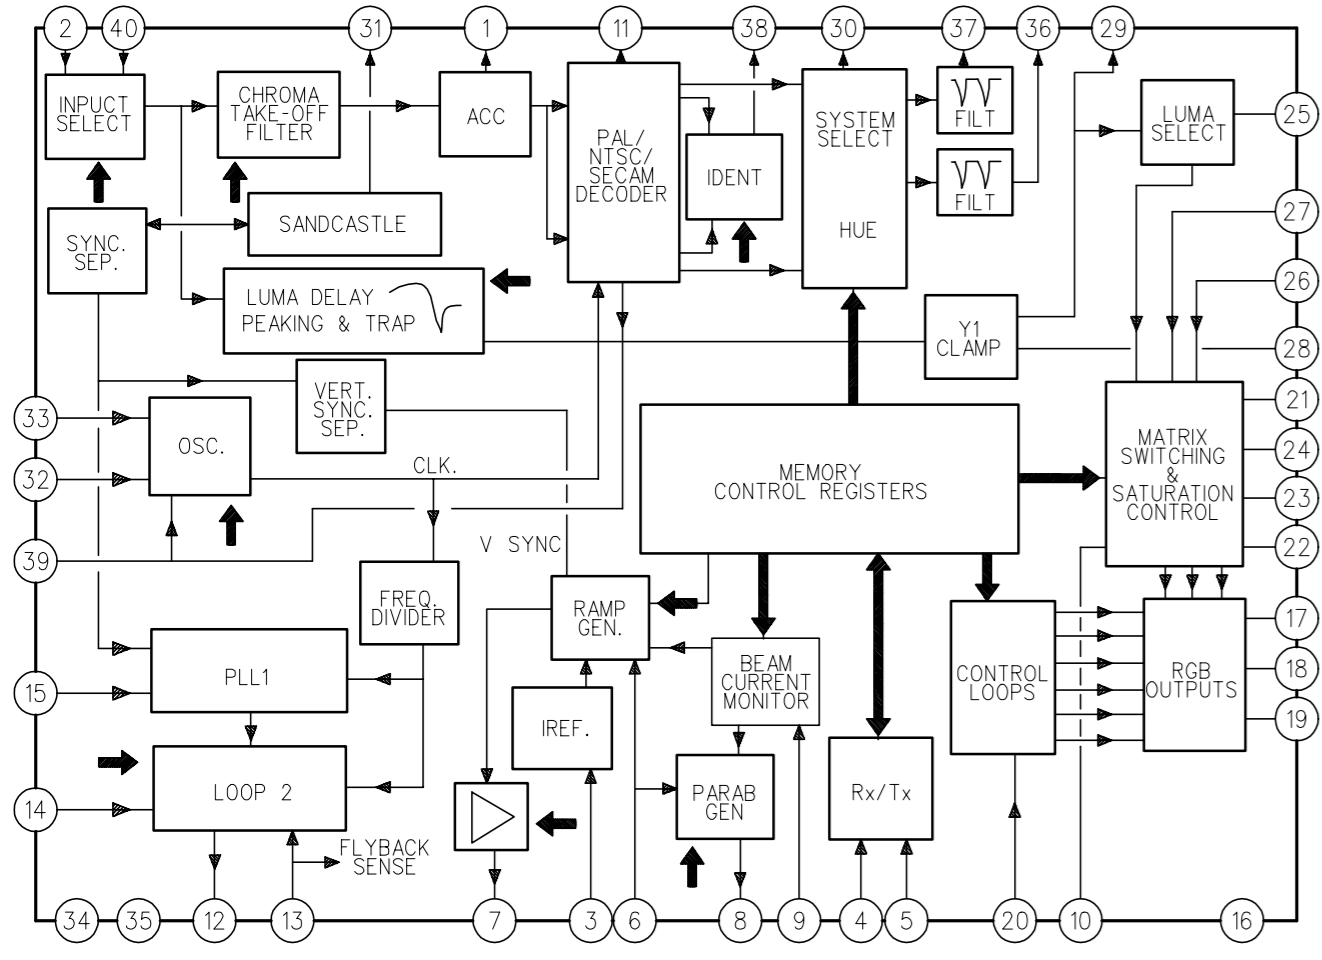 2
40
31
1
11
38
30
37
36
29
INPUCT
SELECT
CHROMA
TAKE-OFF
FILTER
ACC
PAL/
NTSC/
SECAM
DECODER
IDENT
SYSTEM
SELECT
HUE
FILT
FILT
LUMA
SELECT
25
27
26
28
SYNC.
SEP.
SANDCASTLE
LUMA DELAY
PEAKING & TRAP
Y1
CLAMP
VERT.
SYNC.
SEP.
33
32
39
OSC.
CLK.
V SYNC
MEMORY
CONTROL REGISTERS
MATRIX
SWITCHING
&
SATURATION
CONTROL
21
24
23
22
FREQ.
DIVIDER
RAMP
GEN.
BEAM
CURRENT
MONITOR
CONTROL
LOOPS
RGB
OUTPUTS
17
18
19
15
PLL1
IREF.
14
LOOP 2
PARAB
GEN
Rx/Tx
FLYBACK
SENSE
34
35
12
13
7
3
6
8
9
4
5
20
10
16